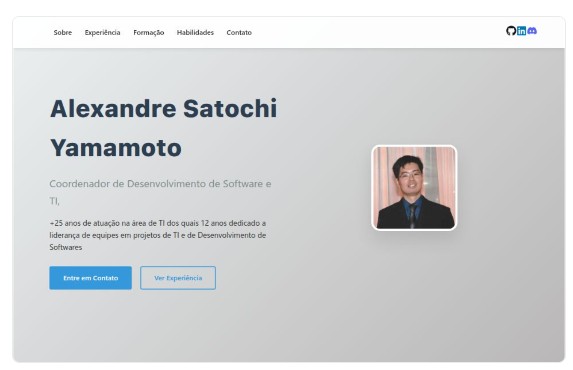 Sobre Experiência Formação Habilidades Contato
Alexandre Satochi
Yamamoto
Coordenador de Desenvolvimento de Software e
TI,
+25 anos de atuação na área de TI dos quais 12 anos dedicado a
liderança de equipes em projetos de TI e de Desenvolvimento de
Softwares
Entre em Contato Ver Experiência